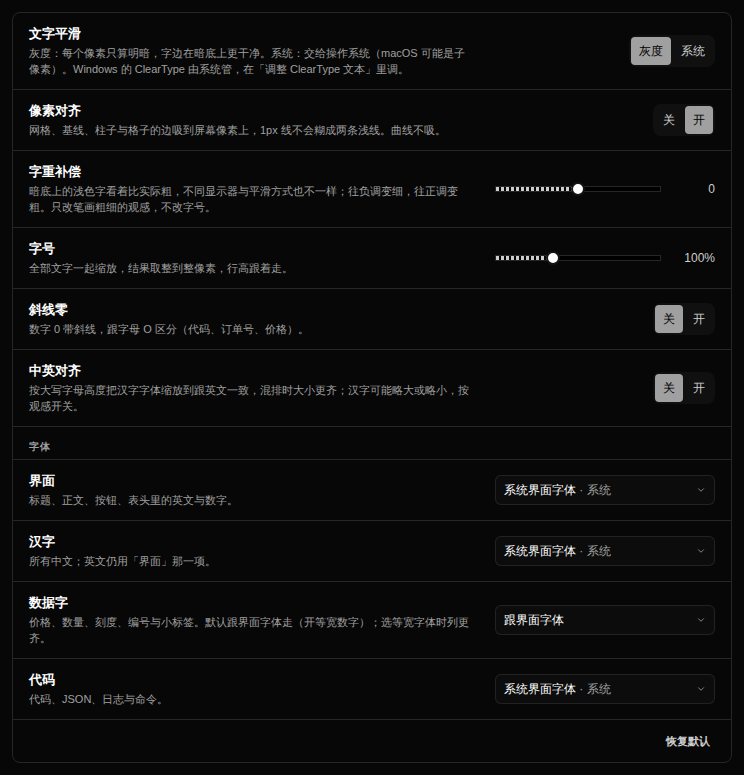 文字平滑
灰度：每个像素只算明暗，字边在暗底上更干净。系统：交给操作系统（macOS 可能是子
像素）。Windows 的 ClearType 由系统管，在「调整 ClearType 文本」里调。
灰度 系统
像素对齐
网格、基线、柱子与格子的边吸到屏幕像素上，1px 线不会糊成两条浅线。曲线不吸。
关 开
字重补偿
暗底上的浅色字看着比实际粗，不同显示器与平滑方式也不一样；往负调变细，往正调变
粗。只改笔画粗细的观感，不改字号。
0
字号
全部文字一起缩放，结果取整到整像素，行高跟着走。
100%
斜线零
数字 0 带斜线，跟字母 O 区分（代码、订单号、价格）。
关 开
中英对齐
按大写字母高度把汉字字体缩放到跟英文一致，混排时大小更齐；汉字可能略大或略小，按
观感开关。
关 开
字体
界面
标题、正文、按钮、表头里的英文与数字。
系统界面字体 · 系统
汉字
所有中文；英文仍用「界面」那一项。
系统界面字体 · 系统
数据字
价格、数量、刻度、编号与小标签。默认跟界面字体走（开等宽数字）；选等宽字体时列更
齐。
跟界面字体
代码
代码、JSON、日志与命令。
系统界面字体 · 系统
恢复默认